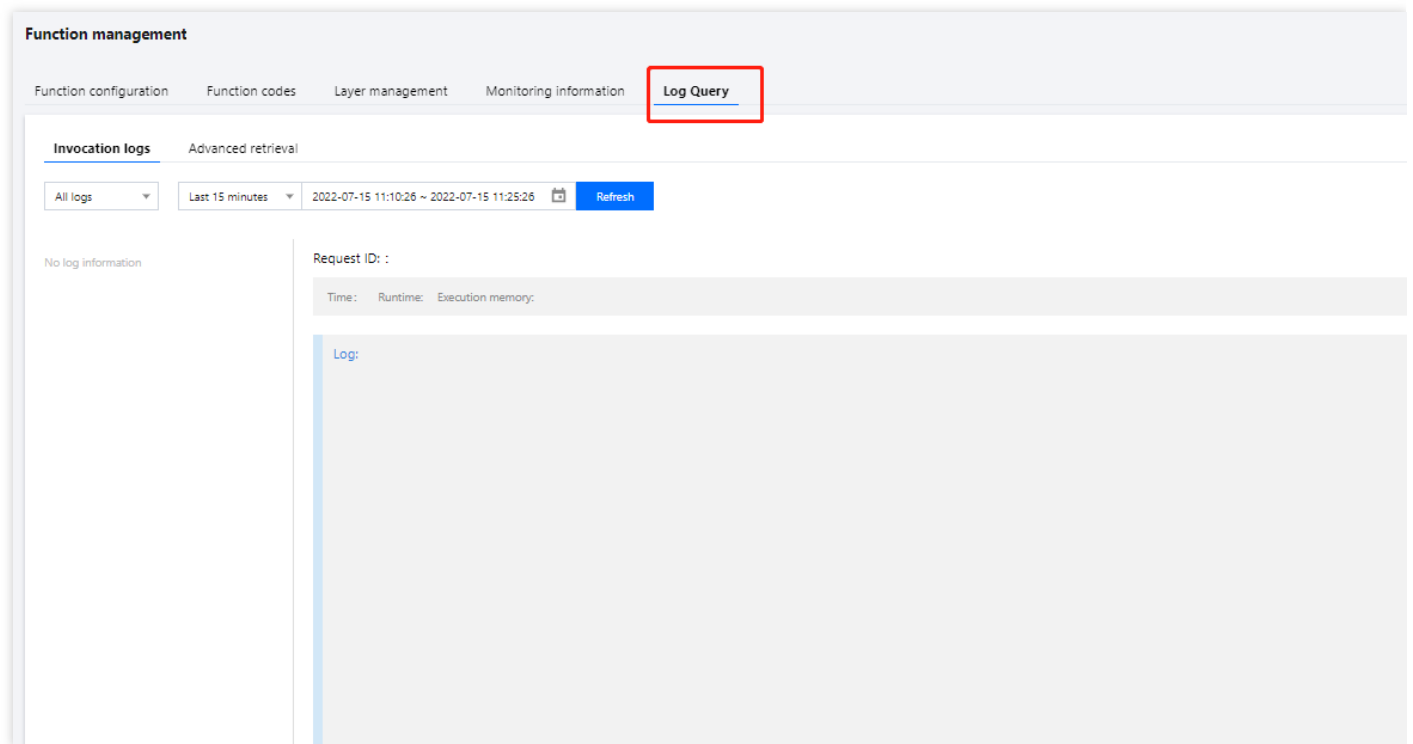 Function management
Function configuration Function codes Layer management Monitoring information Log Query
Invocation logs Advanced retrieval
All logs Last 15 minutes 2022-07-15 11:10:26 ~ 2022-07-15 11:25:26 Refresh
No log information
Request ID: :
Time: Runtime: Execution memory:
Log: